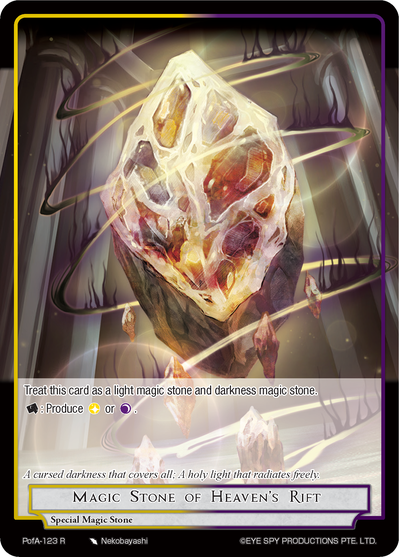 Treat this card as a light magic stone and darkness magic stone.
: Produce or .
A cursed darkness that covers all; A holy light that radiates freely.
Magic Stone of Heaven's Rift
Special Magic Stone
PofA-123 R Nekobayashi ©EYE SPY PRODUCTIONS PTE. LTD.